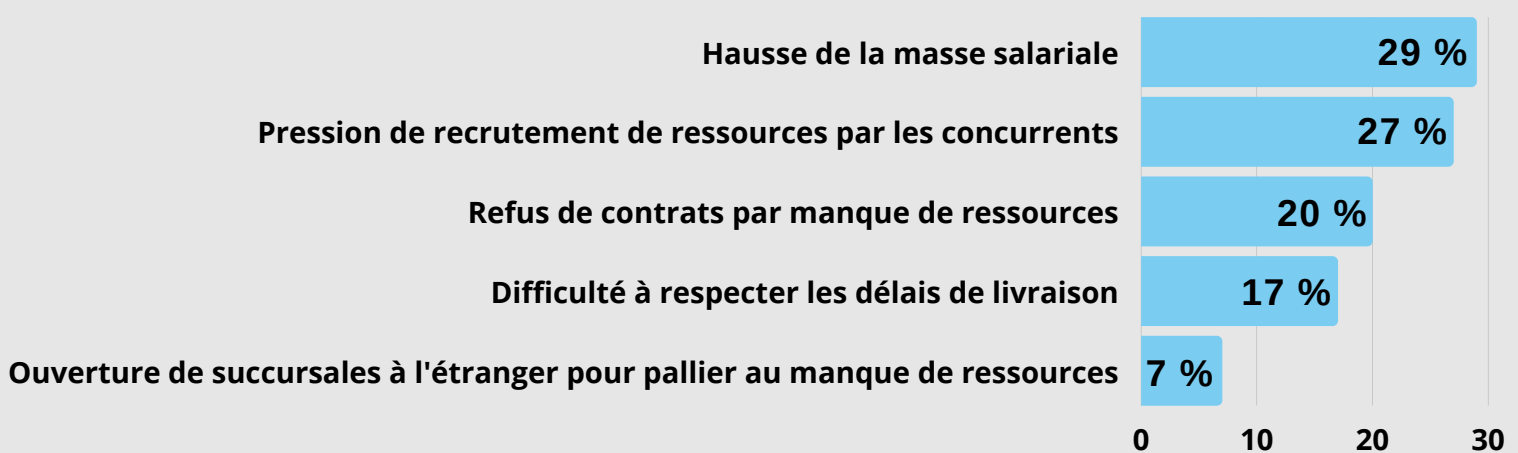 Hausse de la masse salariale 29 %
Pression de recrutement de ressources par les concurrents 27 %
Refus de contrats par manque de ressources 20 %
Difficulté à respecter les délais de livraison 17 %
Ouverture de succursales à l'étranger pour pallier au manque de ressources 7 %
0 10 20 30